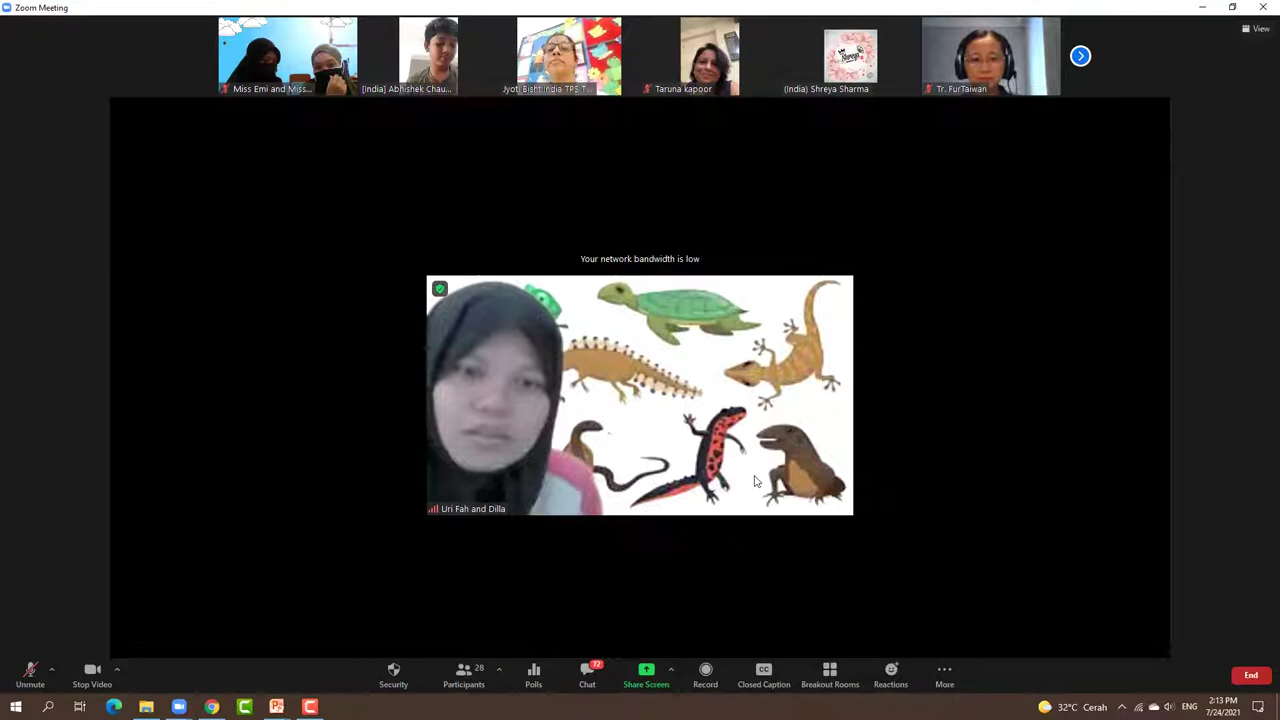 Zoom Meeting
View
Miss Emi and Miss...
[India] Abhishek Chau...
Jyoti Bisht India TPS T...
Taruna kapoor
Shreya
(India) Shreya Sharma
Tr. FurTaiwan
Your network bandwidth is low
Uri Fah and Dilla
Unmute
Stop Video
Security
Participants
28
Polls
Chat
72
Share Screen
Record
CC
Closed Caption
Breakout Rooms
Reactions
More
End
32°C Cerah
ENG
2:13 PM
7/24/2021